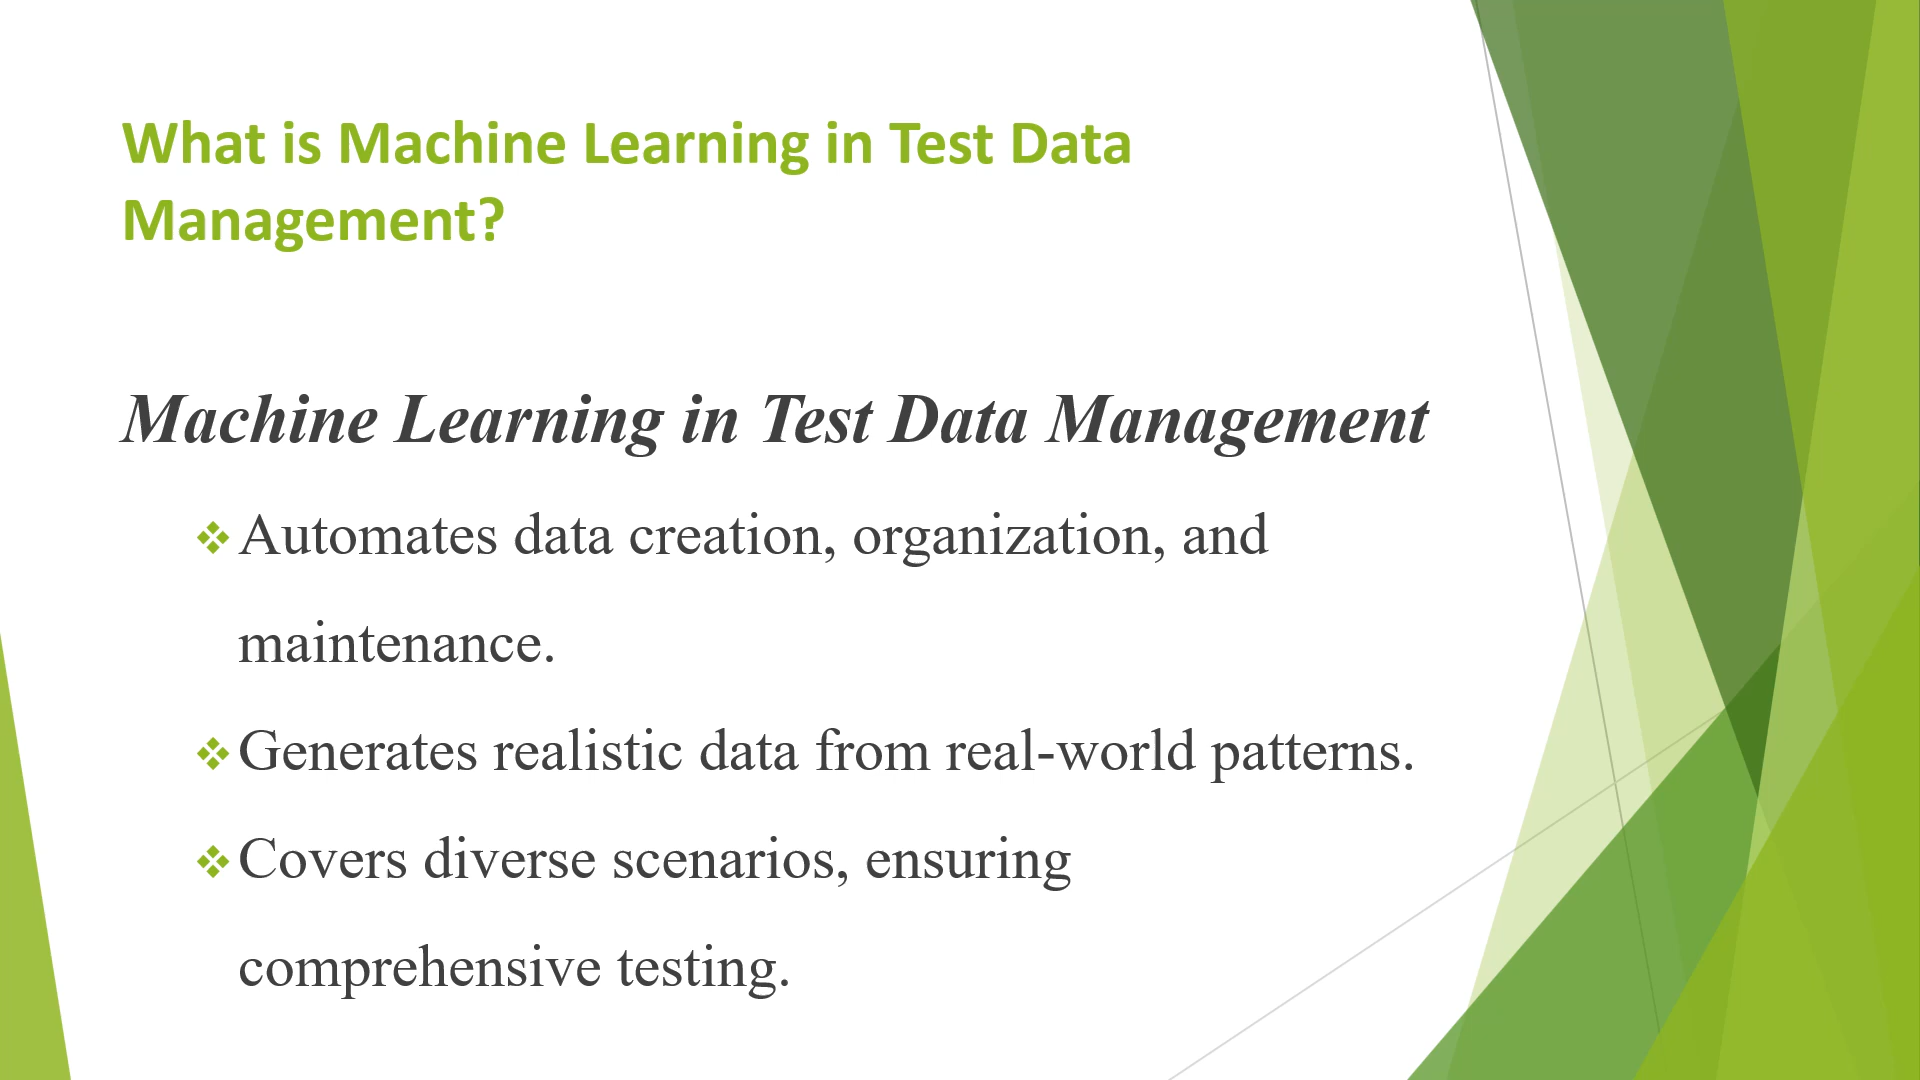 What is Machine Learning in Test Data
Management?
Machine Learning in Test Data Management
❖Automates data creation, organization, and
maintenance.
❖Generates realistic data from real-world patterns.
❖Covers diverse scenarios, ensuring
comprehensive testing.